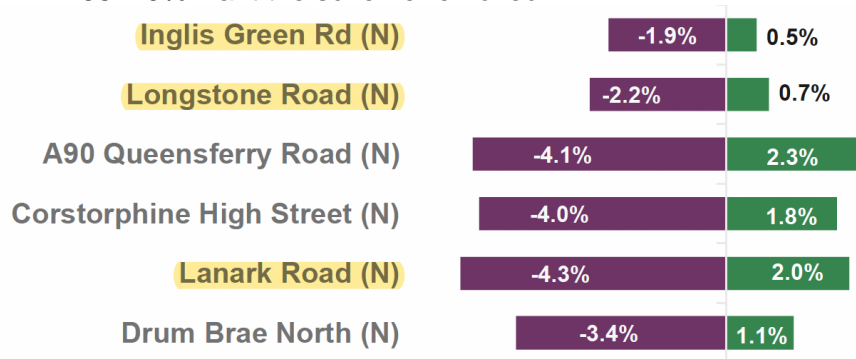 Inglis Green Rd (N) -1.9% 0.5%
Longstone Road (N) -2.2% 0.7%
A90 Queensferry Road (N) -4.1% 2.3%
Corstorphine High Street (N) -4.0% 1.8%
Lanark Road (N) -4.3% 2.0%
Drum Brae North (N) -3.4% 1.1%